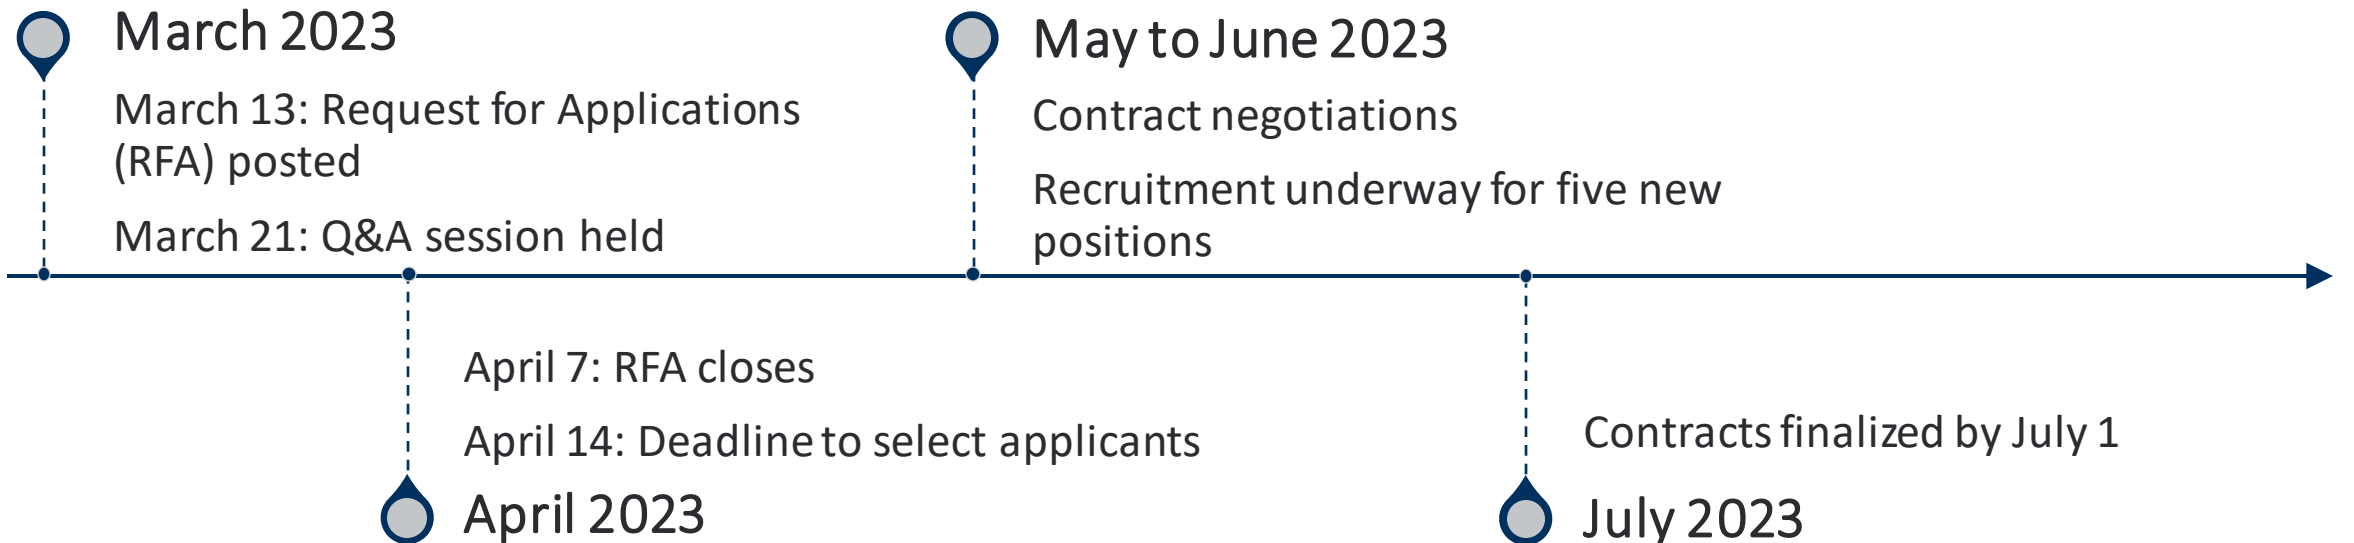 March 2023
March 13: Request for Applications
(RFA) posted
March 21: Q&A session held
May to June 2023
Contract negotiations
Recruitment underway for five new
positions
April 7: RFA closes
April 14: Deadline to select applicants
April 2023
Contracts finalized by July 1
July 2023